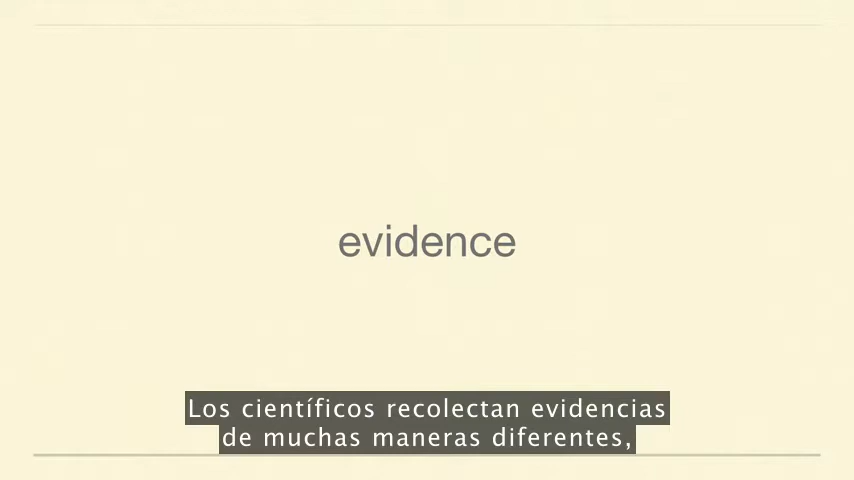 evidence
Los científicos recolectan evidencias
de muchas maneras diferentes,